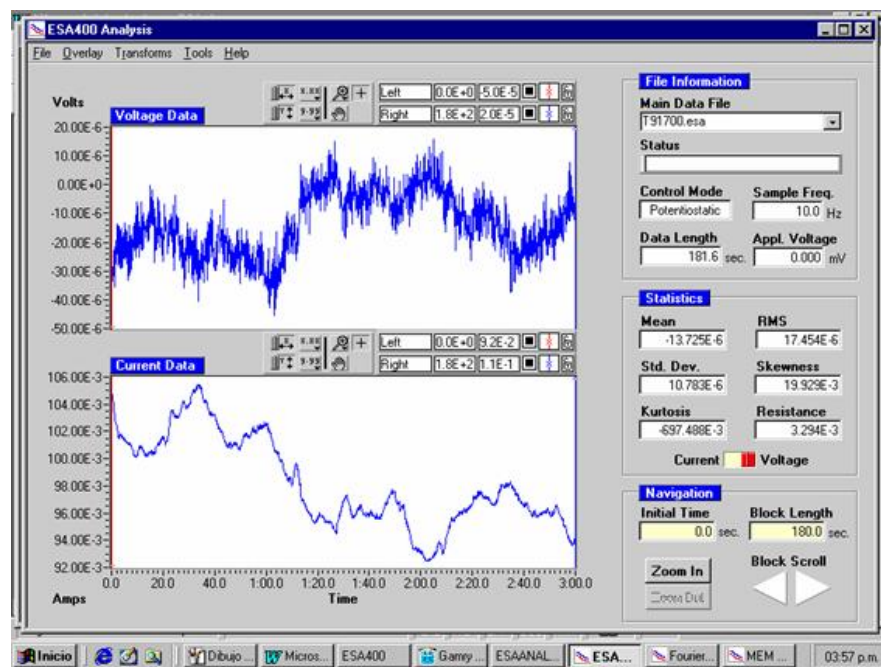 ESA400 Analysis
File Overlay Transforms Tools Help
Volts
Voltage Data
Left 0.0E+0 -5.0E-5
Right 1.8E+2 2.0E-5
20.00E-6
10.00E-6
0.00E+0
-10.00E-6
-20.00E-6
-30.00E-6
-40.00E-6
-50.00E-6
Current Data
Left 0.0E+0 9.2E-2
Right 1.8E+2 1.1E-1
106.00E-3
104.00E-3
102.00E-3
100.00E-3
98.00E-3
96.00E-3
94.00E-3
92.00E-3
0.0 20.0 40.0 1:00.0 1:20.0 1:40.0 2:00.0 2:20.0 2:40.0 3:00.0
Amps Time
File Information
Main Data File
T91700.esa
Status
Control Mode Sample Freq.
Potentiostatic 10.0 Hz
Data Length Appl. Voltage
181.6 sec. 0.000 mV
Statistics
Mean RMS
-13.725E-6 17.454E-6
Std. Dev. Skewness
10.783E-6 19.929E-3
Kurtosis Resistance
-697.488E-3 3.294E-3
Current Voltage
Navigation
Initial Time Block Length
0.0 sec. 180.0 sec.
Zoom In Block Scroll
Zoom Out
Inicio Dibujo ... Micros... ESA400 Gamry ... ESAANAL... ESA... Fourier... MEM ... 03:57 p.m.